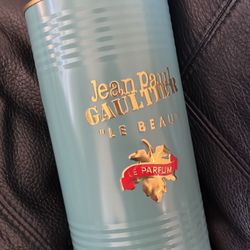 Jean Paul
GAULTIER
"LE BEAU"
LE PARFUM